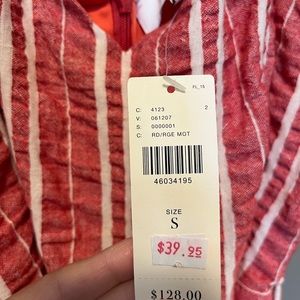 FL_15
C: 4123 2
V: 061207
S: 0000001
C: RD/RGE MOT
46034195
SIZE
S
$39.95
$128.00